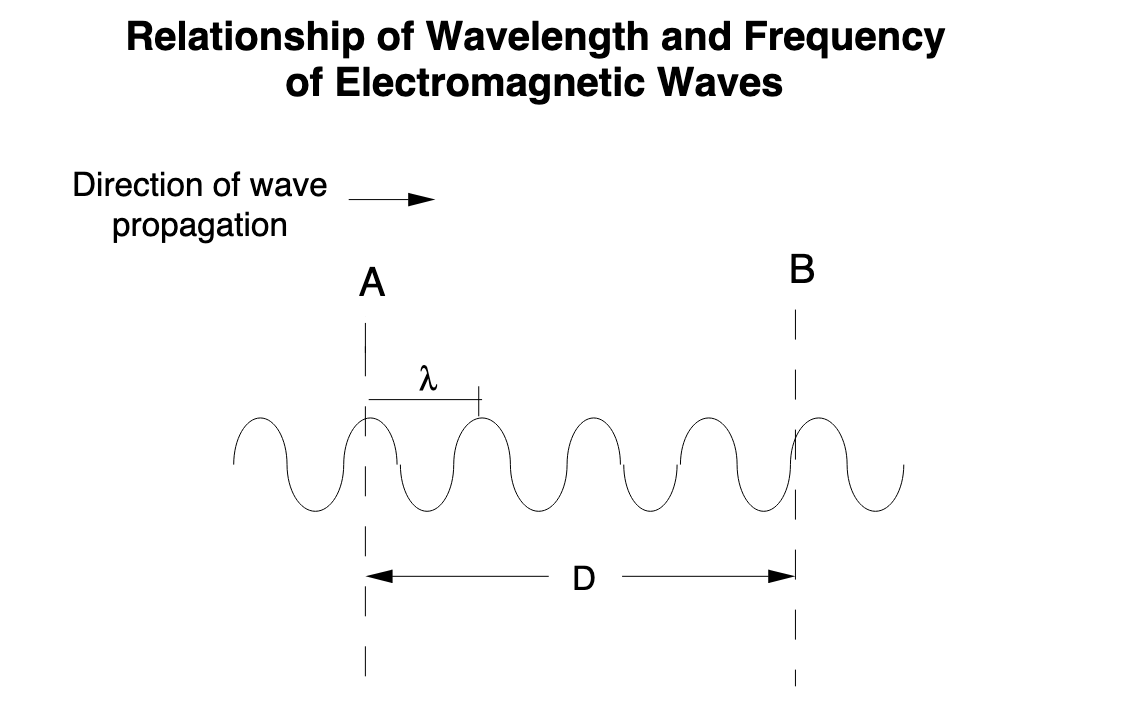 Relationship of Wavelength and Frequency
of Electromagnetic Waves
Direction of wave
propagation
A
B
λ
D